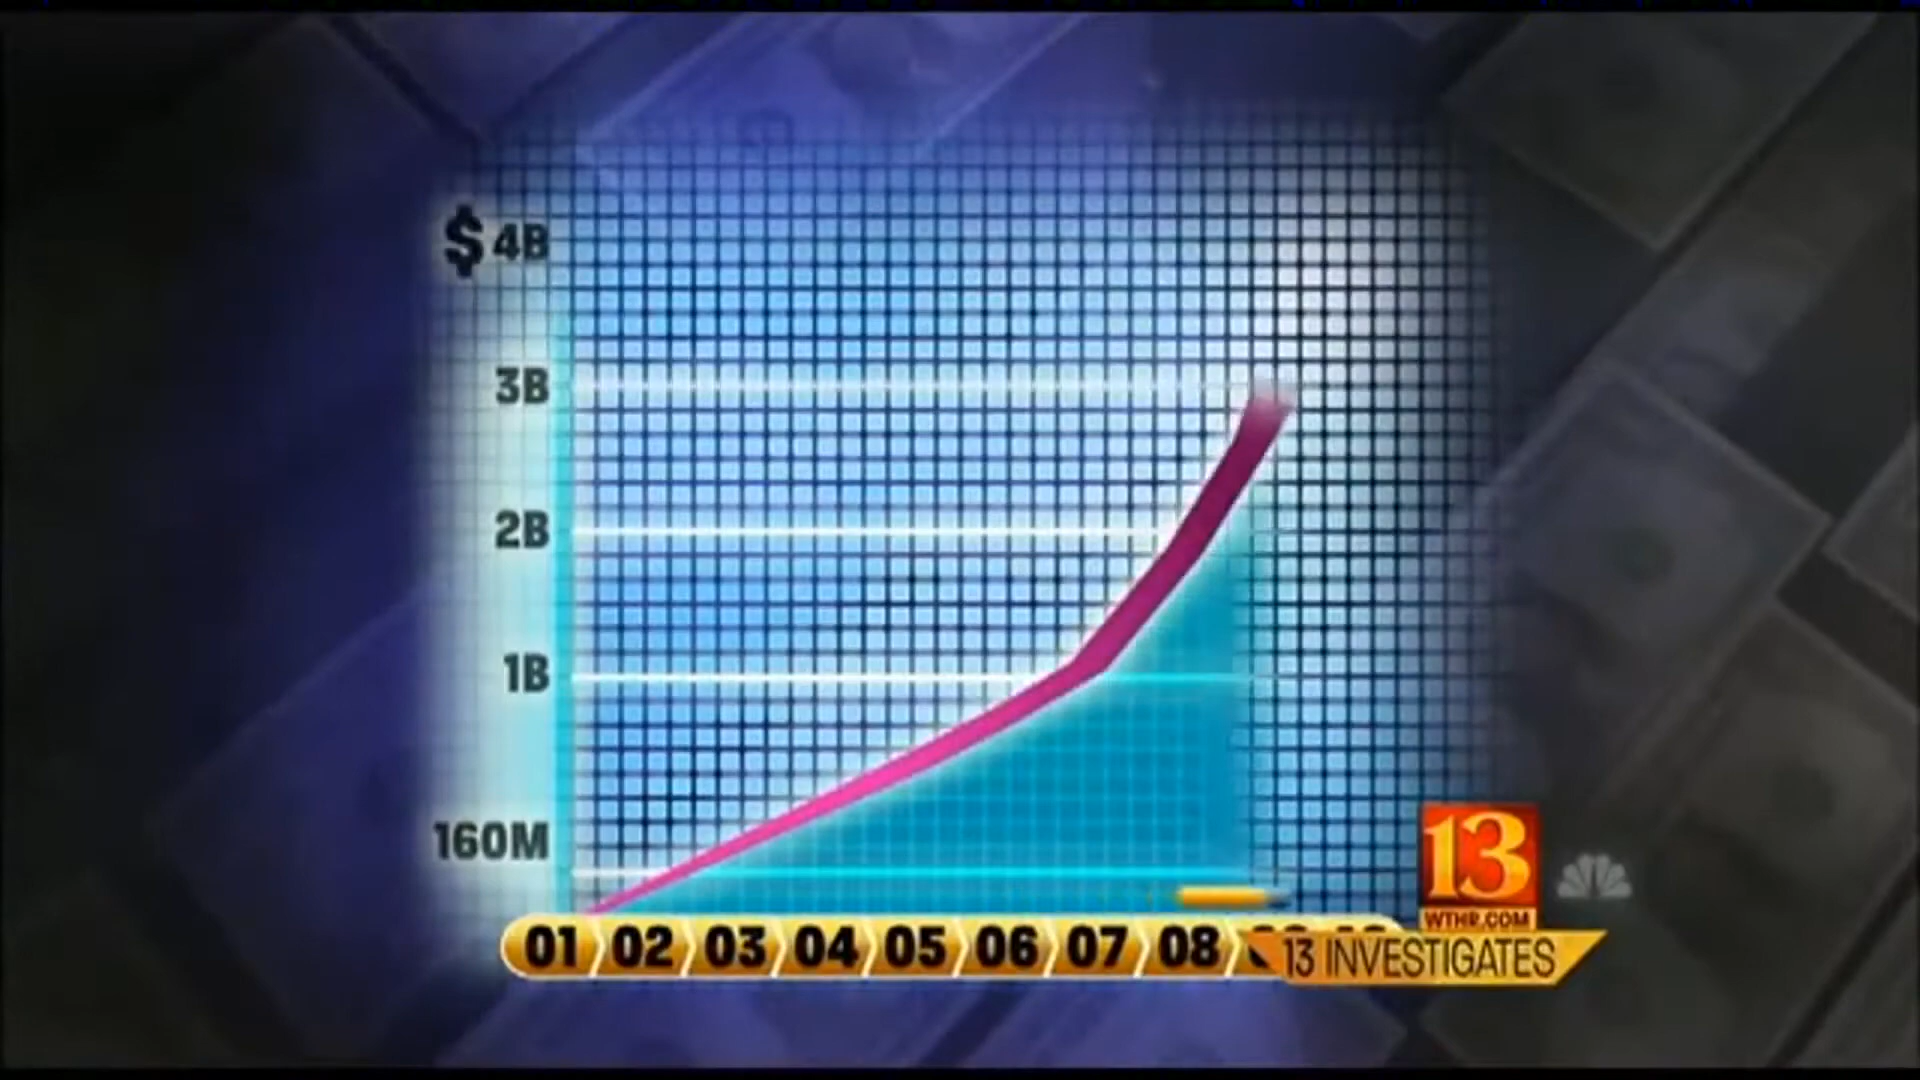 $ 4B
3B
2B
1B
160M
01 02 03 04 05 06 07 08
13
WTHR.COM
13 INVESTIGATES